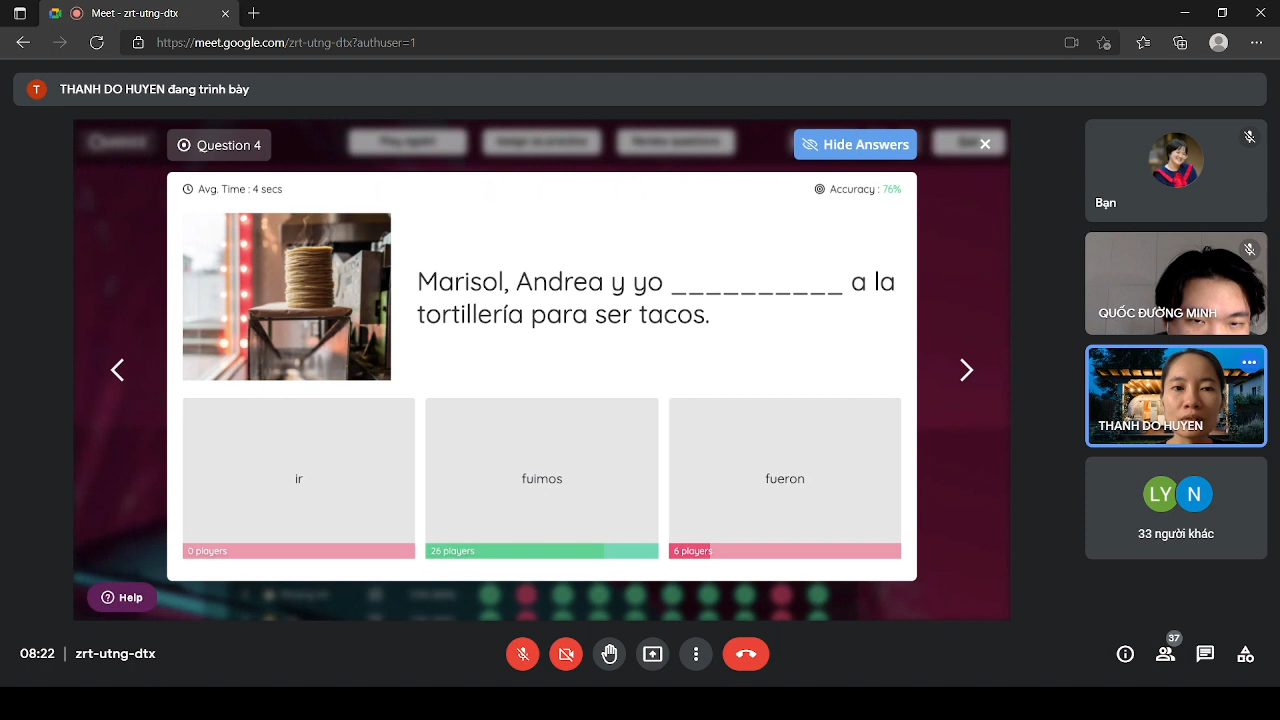 Meet - zrt-utng-dtx
https://meet.google.com/zrt-utng-dtx?authuser=1
T THANH DO HUYEN đang trình bày
Question 4
Hide Answers
Avg. Time : 4 secs
Accuracy : 76%
Marisol, Andrea y yo __________ a la
tortillería para ser tacos.
ir
fuimos
fueron
0 players
26 players
6 players
Help
Bạn
QUỐC ĐƯỜNG MINH
THANH DO HUYEN
LY N
33 người khác
08:22 | zrt-utng-dtx
37